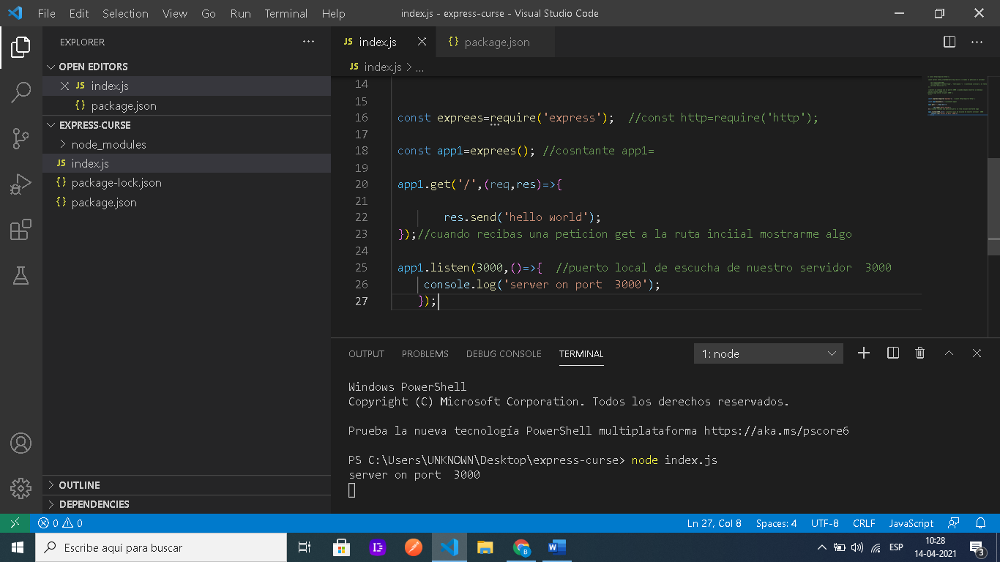 File Edit Selection View Go Run Terminal Help index.js - express-curse - Visual Studio Code
EXPLORER
OPEN EDITORS
JS index.js
{} package.json
EXPRESS-CURSE
node_modules
JS index.js
{} package-lock.json
{} package.json
OUTLINE
DEPENDENCIES
JS index.js {} package.json
JS index.js > ...
14
15
16 const exprees=require('express');  //const http=require('http');
17
18 const app1=exprees(); //cosntante app1=
19
20 app1.get('/',(req,res)=>{
21
22 res.send('hello world');
23 });//cuando recibas una peticion get a la ruta inciial mostrarme algo
24
25 app1.listen(3000,()=>{  //puerto local de escucha de nuestro servidor  3000
26 console.log('server on port  3000');
27 });
OUTPUT PROBLEMS DEBUG CONSOLE TERMINAL 1: node
Windows PowerShell
Copyright (C) Microsoft Corporation. Todos los derechos reservados.
Prueba la nueva tecnología PowerShell multiplataforma https://aka.ms/pscore6
PS C:\Users\UNKNOWN\Desktop\express-curse> node index.js
server on port  3000
0 0 Ln 27, Col 8 Spaces: 4 UTF-8 CRLF JavaScript
Escribe aquí para buscar
ESP
10:28
14-04-2021
3